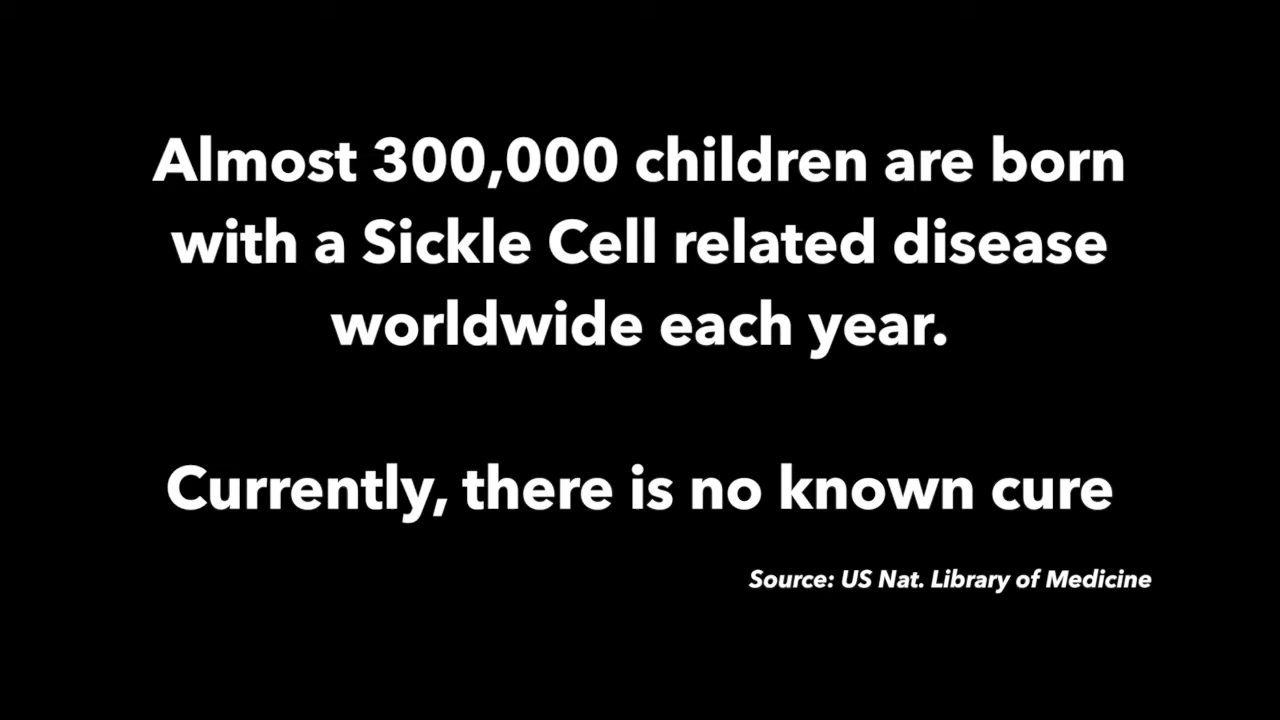 Almost 300,000 children are born
with a Sickle Cell related disease
worldwide each year.
Currently, there is no known cure
Source: US Nat. Library of Medicine